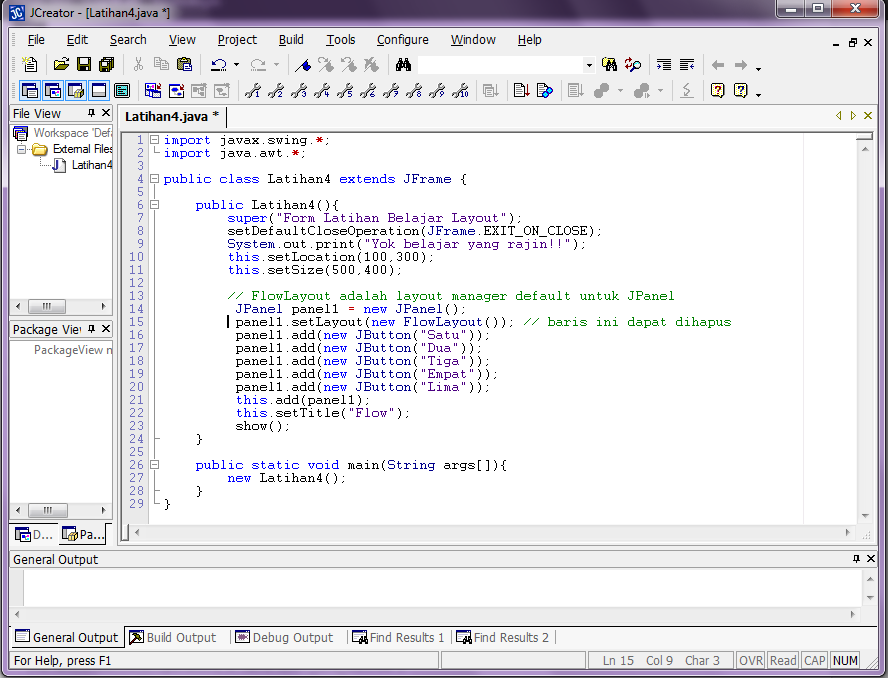 JCreator - [Latihan4.java *]
File Edit Search View Project Build Tools Configure Window Help
File View
Latihan4.java *
Workspace 'Defa
External Files
Latihan4
1 import javax.swing.*;
2 import java.awt.*;
3
4 public class Latihan4 extends JFrame {
5
6 public Latihan4(){
7 super("Form Latihan Belajar Layout");
8 setDefaultCloseOperation(JFrame.EXIT_ON_CLOSE);
9 System.out.print("Yok belajar yang rajin!!");
10 this.setLocation(100,300);
11 this.setSize(500,400);
12
13 // FlowLayout adalah layout manager default untuk JPanel
14 JPanel panel1 = new JPanel();
15 panel1.setLayout(new FlowLayout()); // baris ini dapat dihapus
16 panel1.add(new JButton("Satu"));
17 panel1.add(new JButton("Dua"));
18 panel1.add(new JButton("Tiga"));
19 panel1.add(new JButton("Empat"));
20 panel1.add(new JButton("Lima"));
21 this.add(panel1);
22 this.setTitle("Flow");
23 show();
24 }
25
26 public static void main(String args[]){
27 new Latihan4();
28 }
29 }
Package Vie
PackageView n
D... Pa...
General Output
General Output Build Output Debug Output Find Results 1 Find Results 2
For Help, press F1 Ln 15 Col 9 Char 3 OVR Read CAP NUM